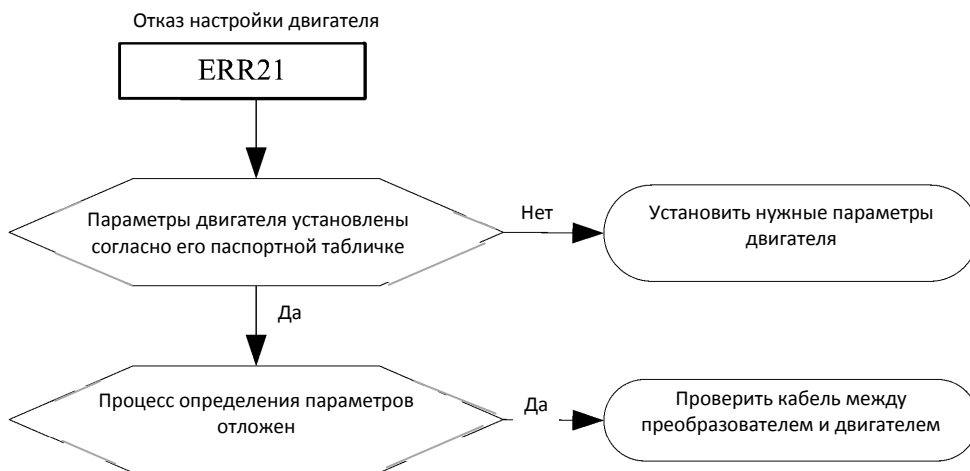 Отказ настройки двигателя
ERR21
Параметры двигателя установлены
согласно его паспортной табличке
Нет
Установить нужные параметры
двигателя
Да
Процесс определения параметров
отложен
Да
Проверить кабель между
преобразователем и двигателем